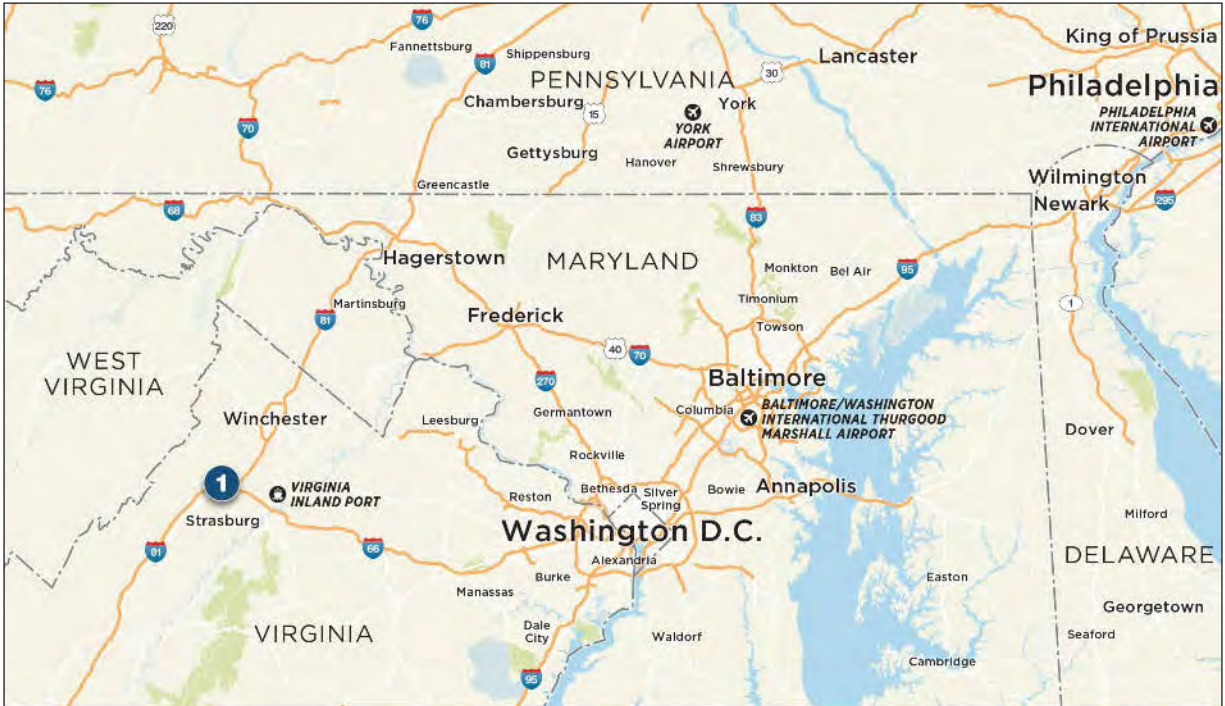 220
76
Fannettsburg
Shippensburg
81
King of Prussia
Lancaster
30
PENNSYLVANIA
76
Chambersburg
15
York
Philadelphia
PHILADELPHIA
INTERNATIONAL
AIRPORT
YORK
AIRPORT
70
Gettysburg
Hanover
Shrewsbury
Greencastle
Wilmington
Newark
295
68
83
Hagerstown
MARYLAND
Monkton
Bel Air
95
Martinsburg
81
Timonium
1
Frederick
Towson
40
70
WEST
VIRGINIA
270
Baltimore
Winchester
Leesburg
Germantown
Columbia
BALTIMORE/WASHINGTON
INTERNATIONAL THURGOOD
MARSHALL AIRPORT
Dover
Rockville
1
VIRGINIA
INLAND PORT
Reston
Bethesda
Silver
Spring
Bowie
Annapolis
Strasburg
Milford
81
66
Washington D.C.
Alexandria
DELAWARE
Burke
Manassas
Easton
Georgetown
VIRGINIA
Dale
City
Waldorf
Seaford
Cambridge
95